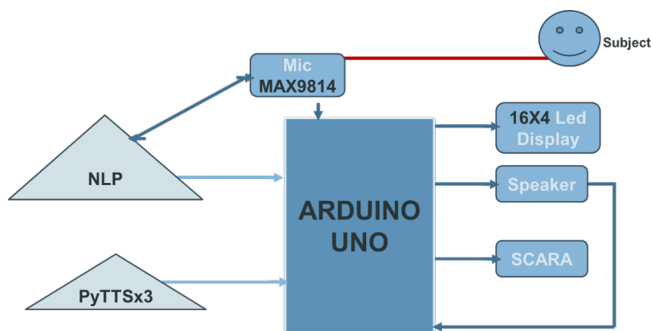 Subject
Mic
MAX9814
16X4 Led
Display
NLP
Speaker
ARDUINO
UNO
SCARA
PyTTSx3